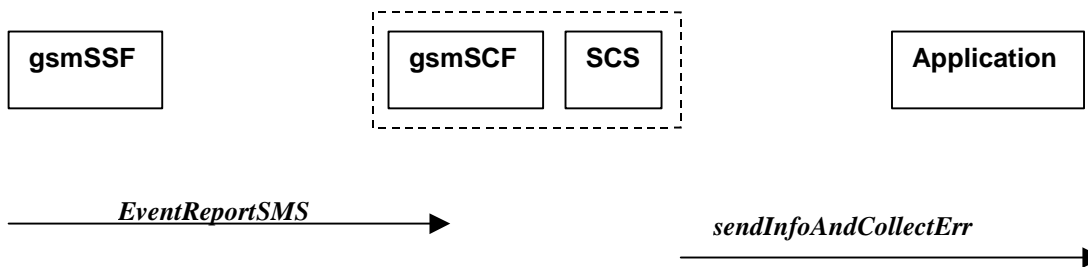 gsmSSF
gsmSCF
SCS
Application
EventReportSMS
sendInfoAndCollectErr